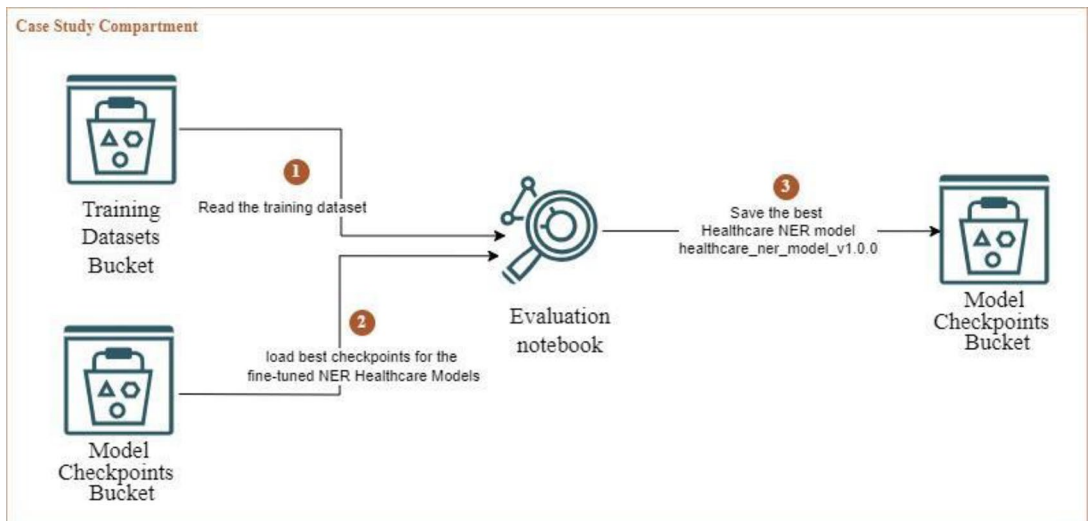 Case Study Compartment
Training
Datasets
Bucket
1
Read the training dataset
2
load best checkpoints for the
fine-tuned NER Healthcare Models
Model
Checkpoints
Bucket
Evaluation
notebook
3
Save the best
Healthcare NER model
healthcare_ner_model_v1.0.0
Model
Checkpoints
Bucket